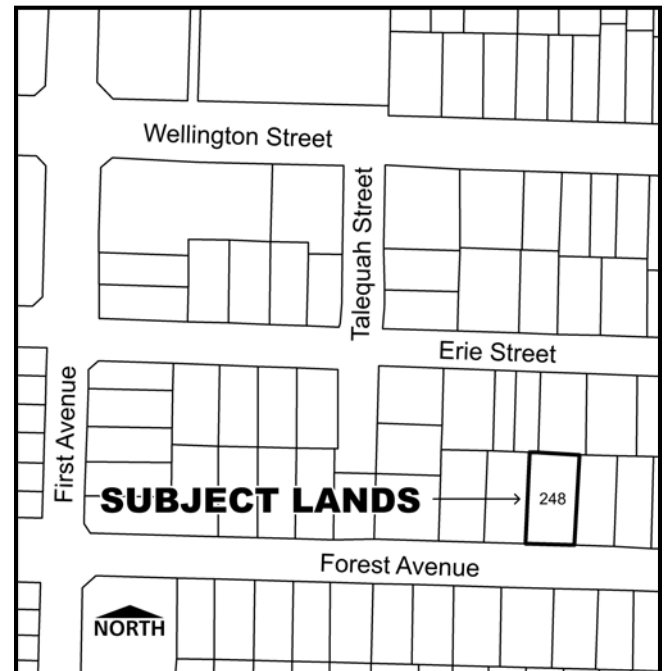 Wellington Street
Talequah Street
Erie Street
First Avenue
SUBJECT LANDS
248
Forest Avenue
NORTH